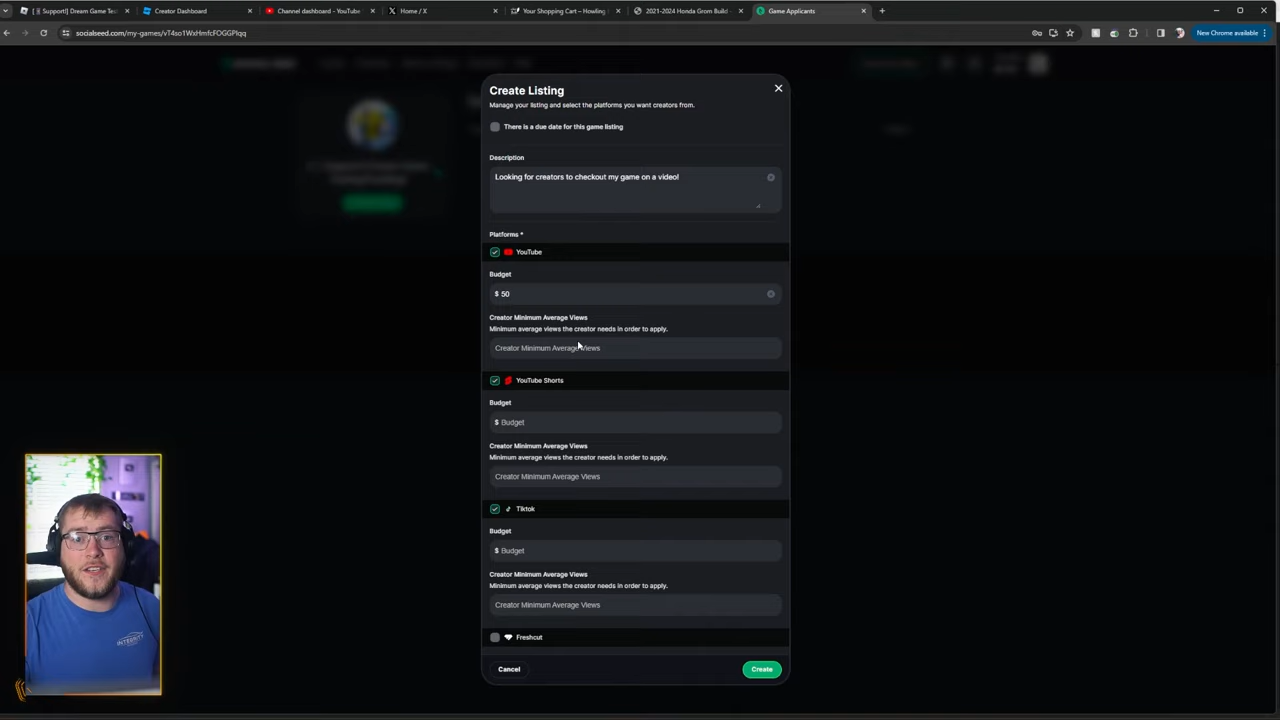 [ Support!] Dream Game Test
Creator Dashboard
Channel dashboard - YouTube
Home / X
Your Shopping Cart – Howling
2021-2024 Honda Grom Build
Game Applicants
socialseed.com/my-games/vT4so1WxHmfcFOGGPlqq
New Chrome available
Create Listing
Manage your listing and select the platforms you want creators from.
There is a due date for this game listing
Description
Looking for creators to checkout my game on a video!
Platforms *
YouTube
Budget
$ 50
Creator Minimum Average Views
Minimum average views the creator needs in order to apply.
Creator Minimum Average Views
YouTube Shorts
Budget
$ Budget
Creator Minimum Average Views
Minimum average views the creator needs in order to apply.
Creator Minimum Average Views
Tiktok
Budget
$ Budget
Creator Minimum Average Views
Minimum average views the creator needs in order to apply.
Creator Minimum Average Views
Freshcut
Cancel
Create
INTEGRITY